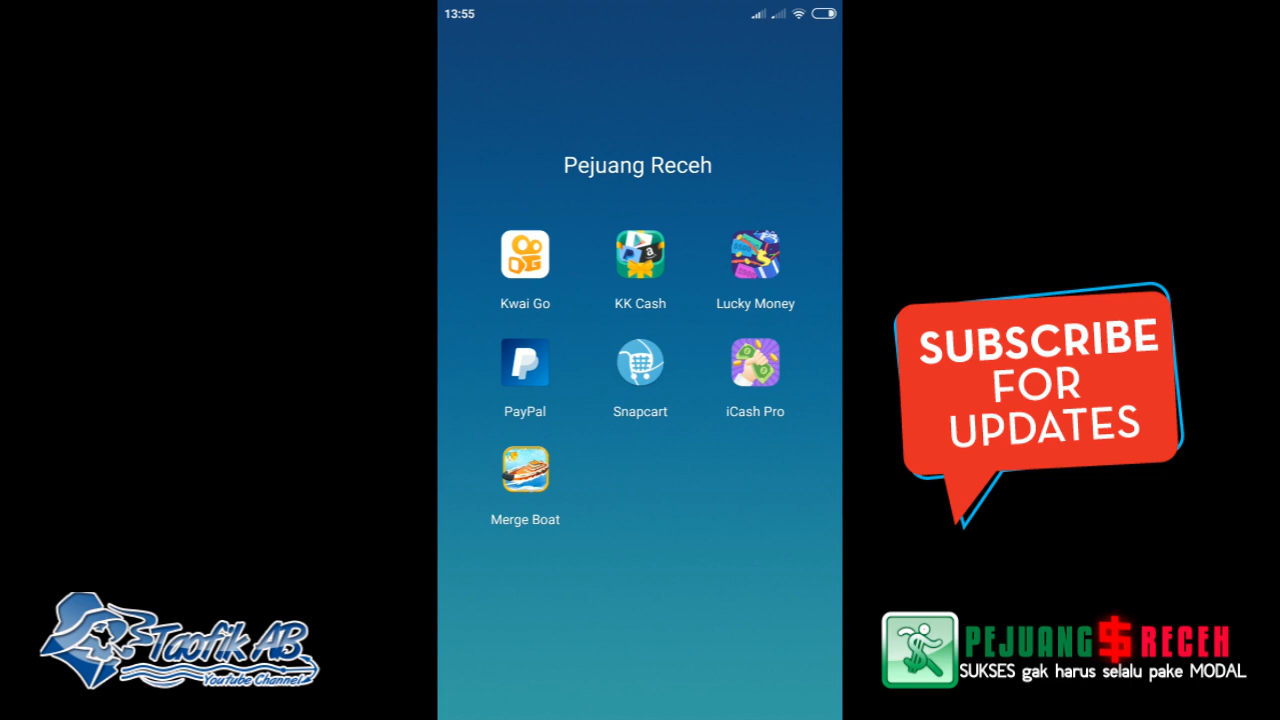 13:55
Pejuang Receh
Kwai Go
KK Cash
Lucky Money
PayPal
Snapcart
iCash Pro
Merge Boat
SUBSCRIBE
FOR
UPDATES
Taofik AB
Youtube Channel
PEJUANG $ RECEH
SUKSES gak harus selalu pake MODAL